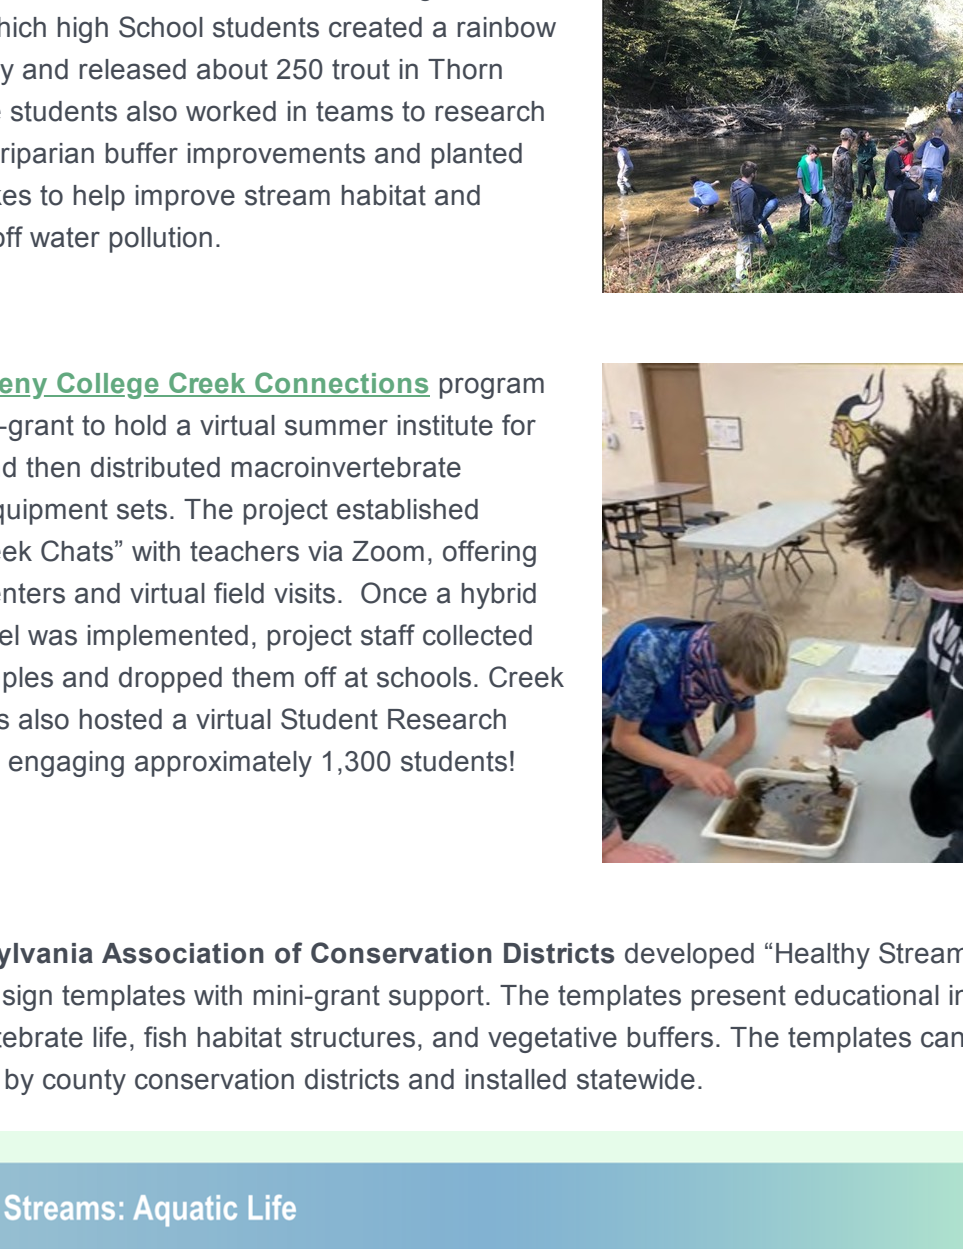 hich high School students created a rainbow
y and released about 250 trout in Thorn
students also worked in teams to research
riparian buffer improvements and planted
es to help improve stream habitat and
off water pollution.
eny College Creek Connections program
-grant to hold a virtual summer institute for
d then distributed macroinvertebrate
quipment sets. The project established
eek Chats” with teachers via Zoom, offering
enters and virtual field visits. Once a hybrid
el was implemented, project staff collected
ples and dropped them off at schools. Creek
s also hosted a virtual Student Research
engaging approximately 1,300 students!
ylvania Association of Conservation Districts developed “Healthy Stream
sign templates with mini-grant support. The templates present educational in
tebrate life, fish habitat structures, and vegetative buffers. The templates can
by county conservation districts and installed statewide.
Streams: Aquatic Life